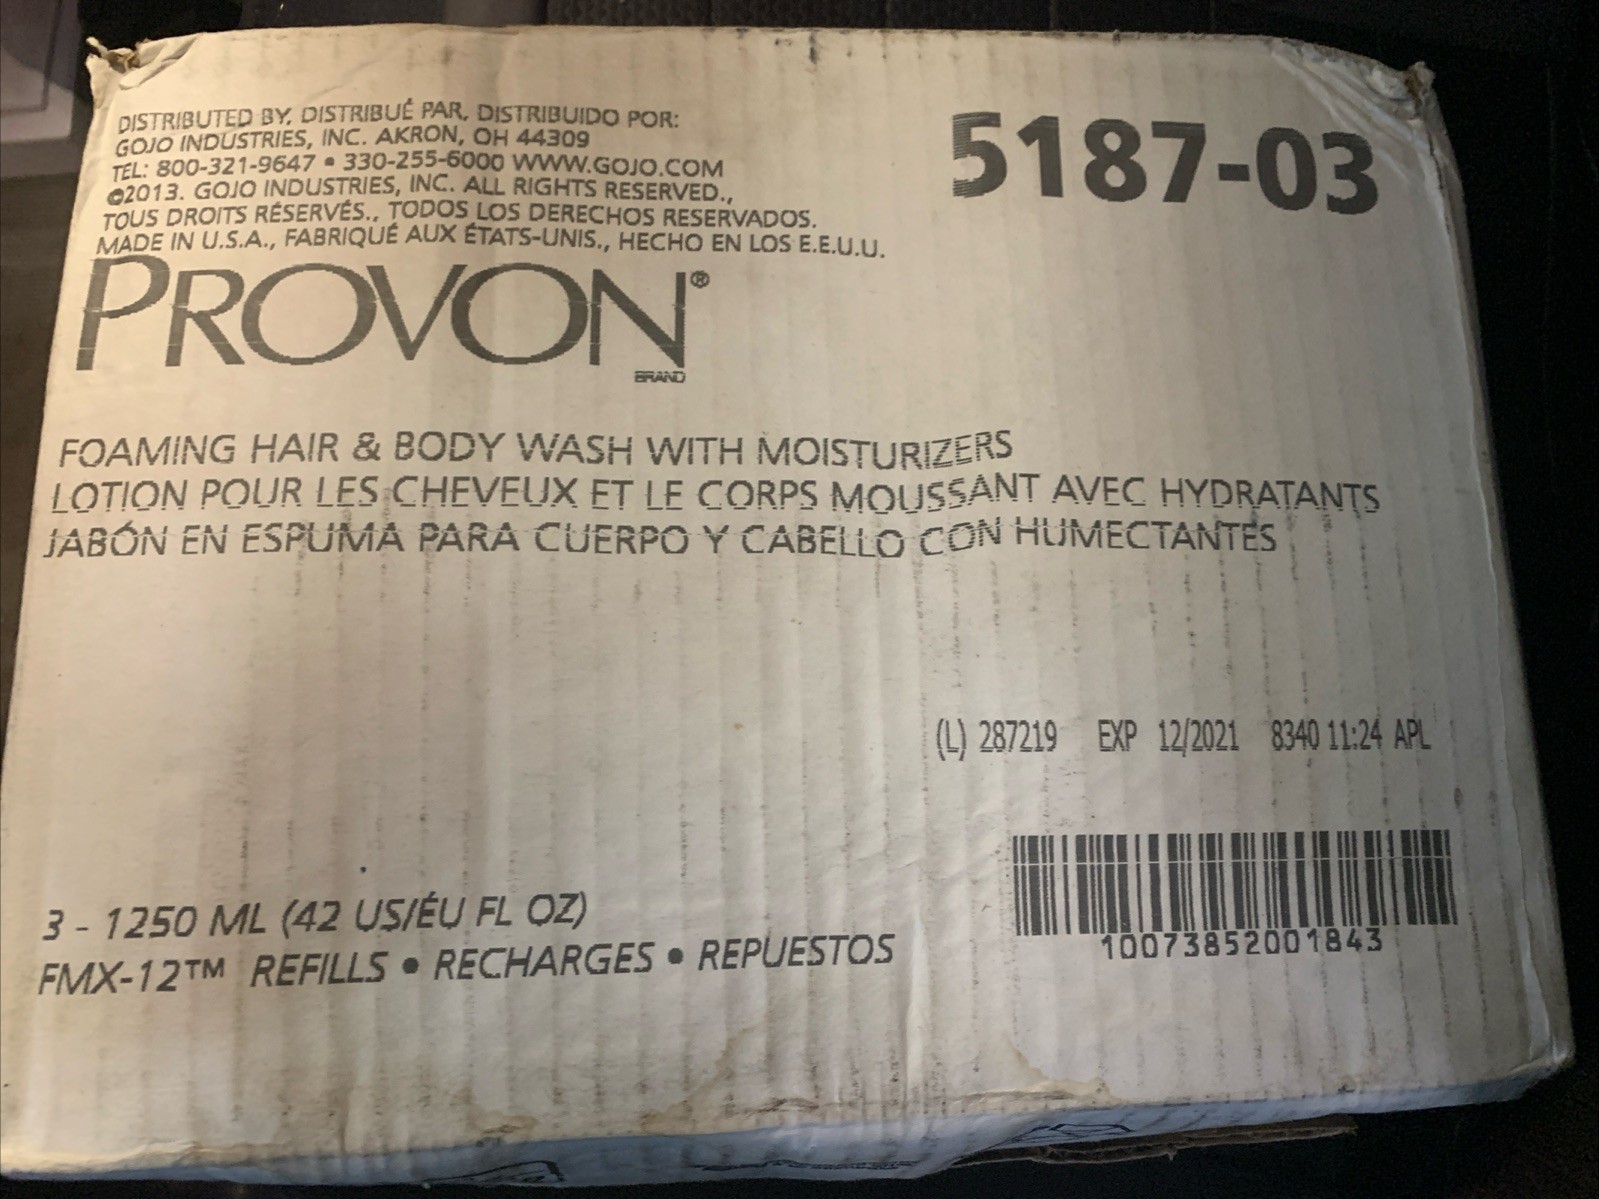 DISTRIBUTED BY, DISTRIBUÉ PAR, DISTRIBUIDO POR:
GOJO INDUSTRIES, INC. AKRON, OH 44309
TEL: 800-321-9647 • 330-255-6000 WWW.GOJO.COM
©2013. GOJO INDUSTRIES, INC. ALL RIGHTS RESERVED.,
TOUS DROITS RÉSERVÉS., TODOS LOS DERECHOS RESERVADOS.
MADE IN U.S.A., FABRIQUÉ AUX ÉTATS-UNIS., HECHO EN LOS E.E.U.U.
5187-03
PROVON®
BRAND
FOAMING HAIR & BODY WASH WITH MOISTURIZERS
LOTION POUR LES CHEVEUX ET LE CORPS MOUSSANT AVEC HYDRATANTS
JABÓN EN ESPUMA PARA CUERPO Y CABELLO CON HUMECTANTES
(L) 287219 EXP 12/2021 8340 11:24 APL
3 - 1250 ML (42 US/ÉU FL OZ)
FMX-12™ REFILLS • RECHARGES • REPUESTOS
10073852001843